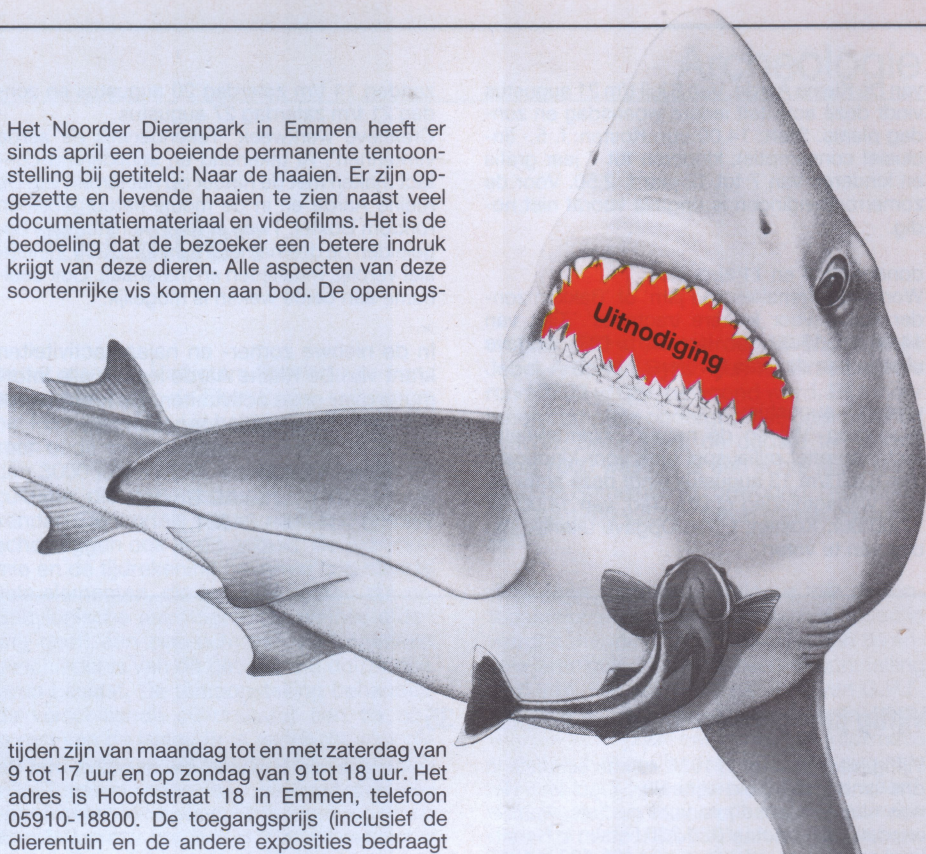 Het Noorder Dierenpark in Emmen heeft er
sinds april een boeiende permanente tentoon-
stelling bij getiteld: Naar de haaien. Er zijn op-
gezette en levende haaien te zien naast veel
documentatiemateriaal en videofilms. Het is de
bedoeling dat de bezoeker een betere indruk
krijgt van deze dieren. Alle aspecten van deze
soortenrijke vis komen aan bod. De openings-
Uitnodiging
tijden zijn van maandag tot en met zaterdag van
9 tot 17 uur en op zondag van 9 tot 18 uur. Het
adres is Hoofdstraat 18 in Emmen, telefoon
05910-18800. De toegangsprijs (inclusief de
dierentuin en de andere exposities bedraagt